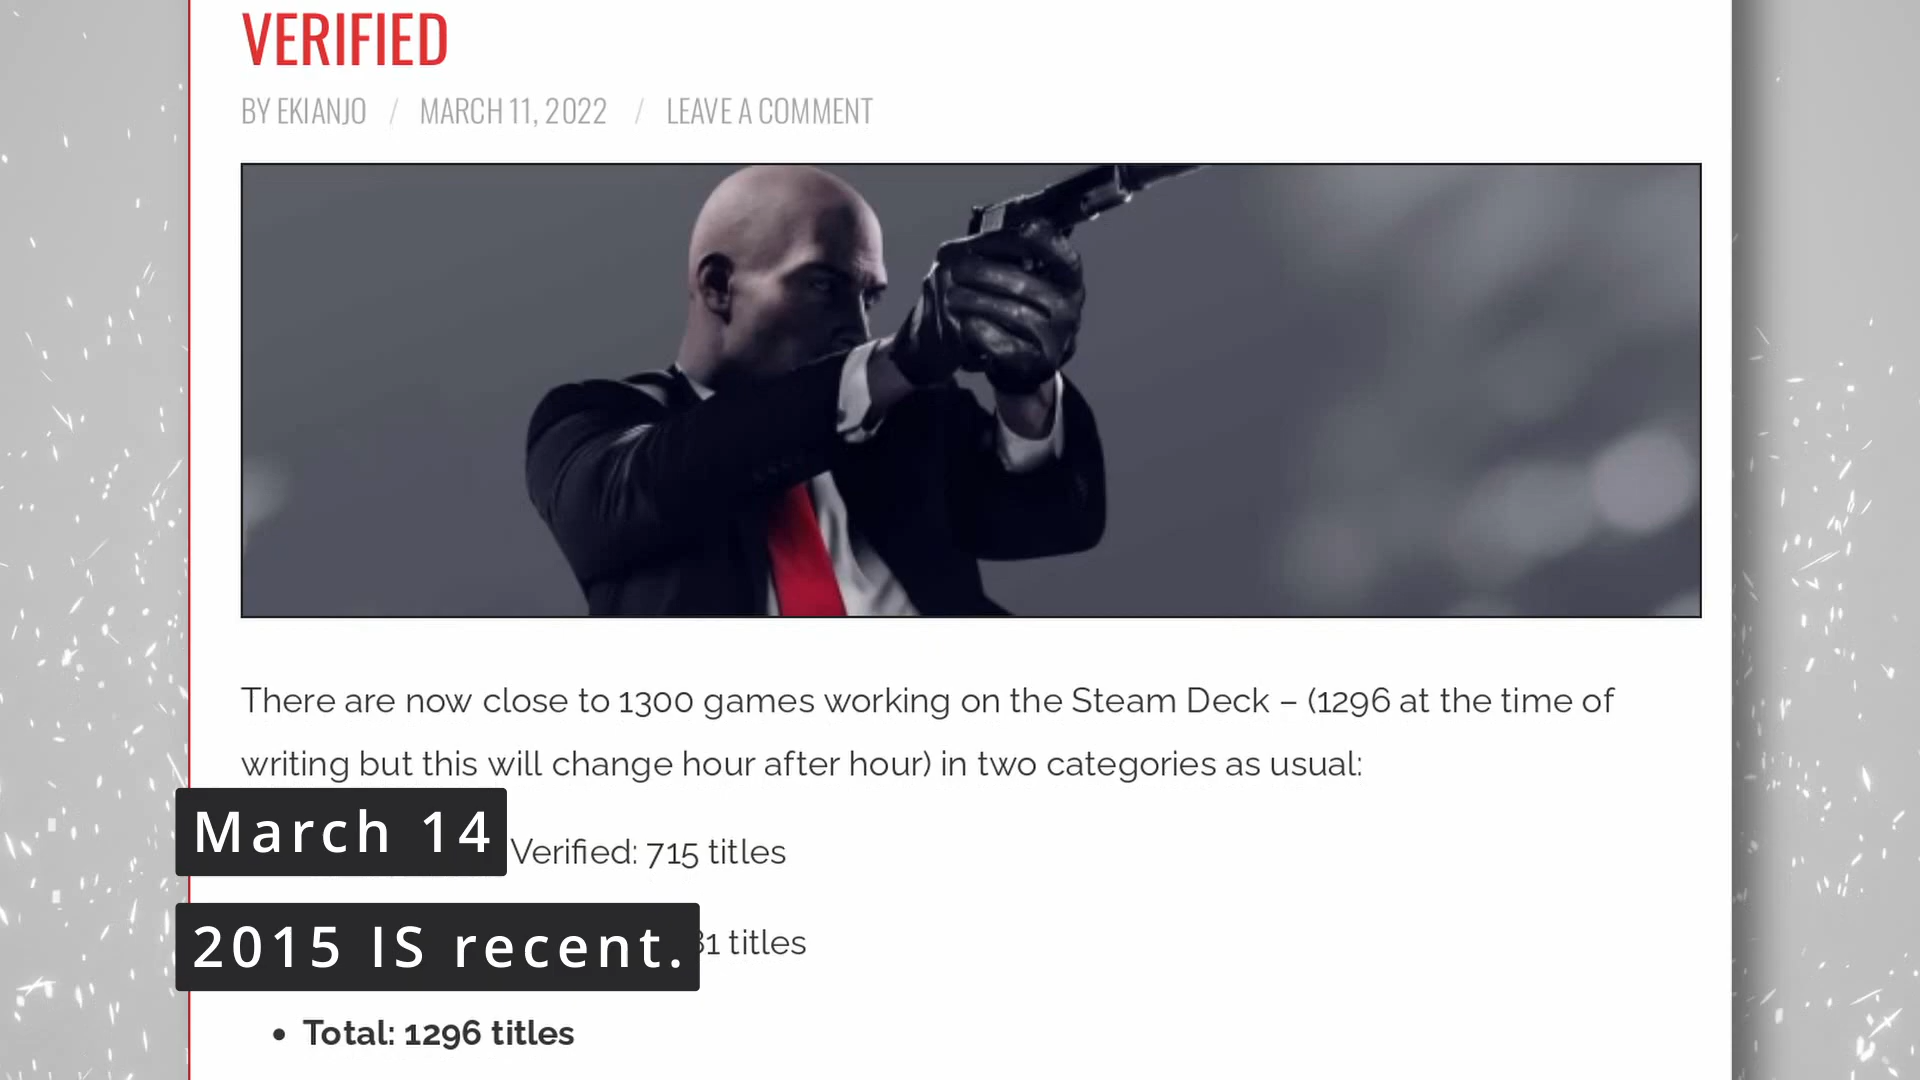 VERIFIED
BY EKIANJO / MARCH 11, 2022 / LEAVE A COMMENT
There are now close to 1300 games working on the Steam Deck – (1296 at the time of
writing but this will change hour after hour) in two categories as usual:
March 14
Verified: 715 titles
2015 IS recent.
81 titles
• Total: 1296 titles